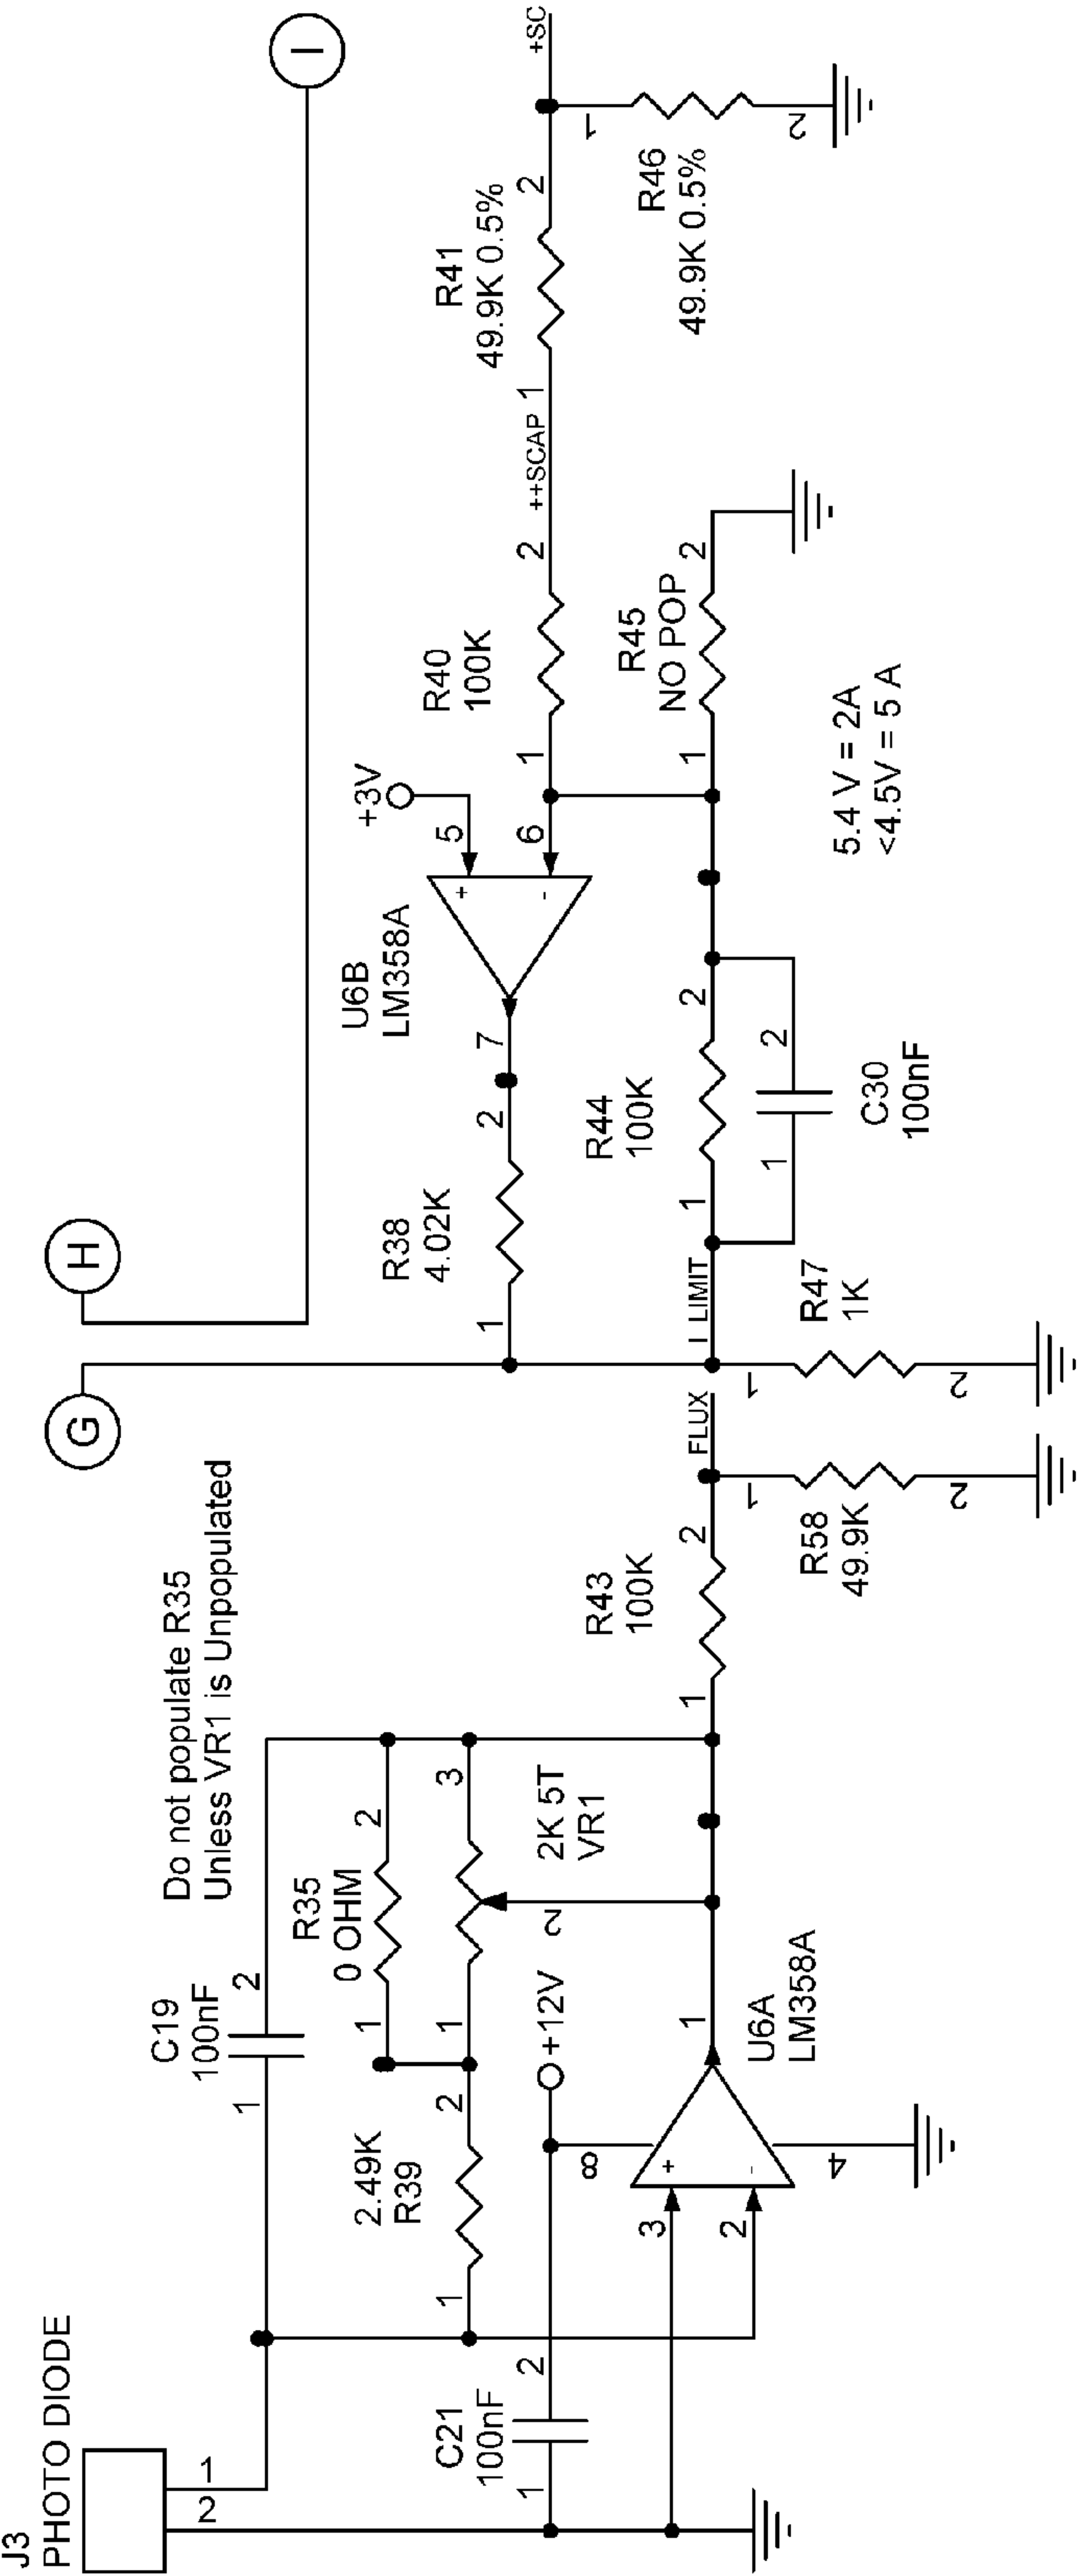 J3
PHOTO DIODE
1
2
C19
100nF
1
2
Do not populate R35
Unless VR1 is Unpopulated
R35
0 OHM
1
2
2.49K
R39
1
2
1
3
2
2K 5T
VR1
C21
100nF
1
2
+12V
8
3
+
2
-
4
1
U6A
LM358A
R43
100K
1
2
FLUX
R58
49.9K
1
2
G
H
I
R38
4.02K
1
2
7
U6B
LM358A
+
-
5
6
+3V
I LIMIT
R47
1K
1
2
R44
100K
1
2
C30
100nF
1
2
R40
100K
1
2
R45
NO POP
1
2
5.4 V = 2A
<4.5V = 5 A
++SCAP
R41
49.9K 0.5%
1
2
+SC
R46
49.9K 0.5%
1
2